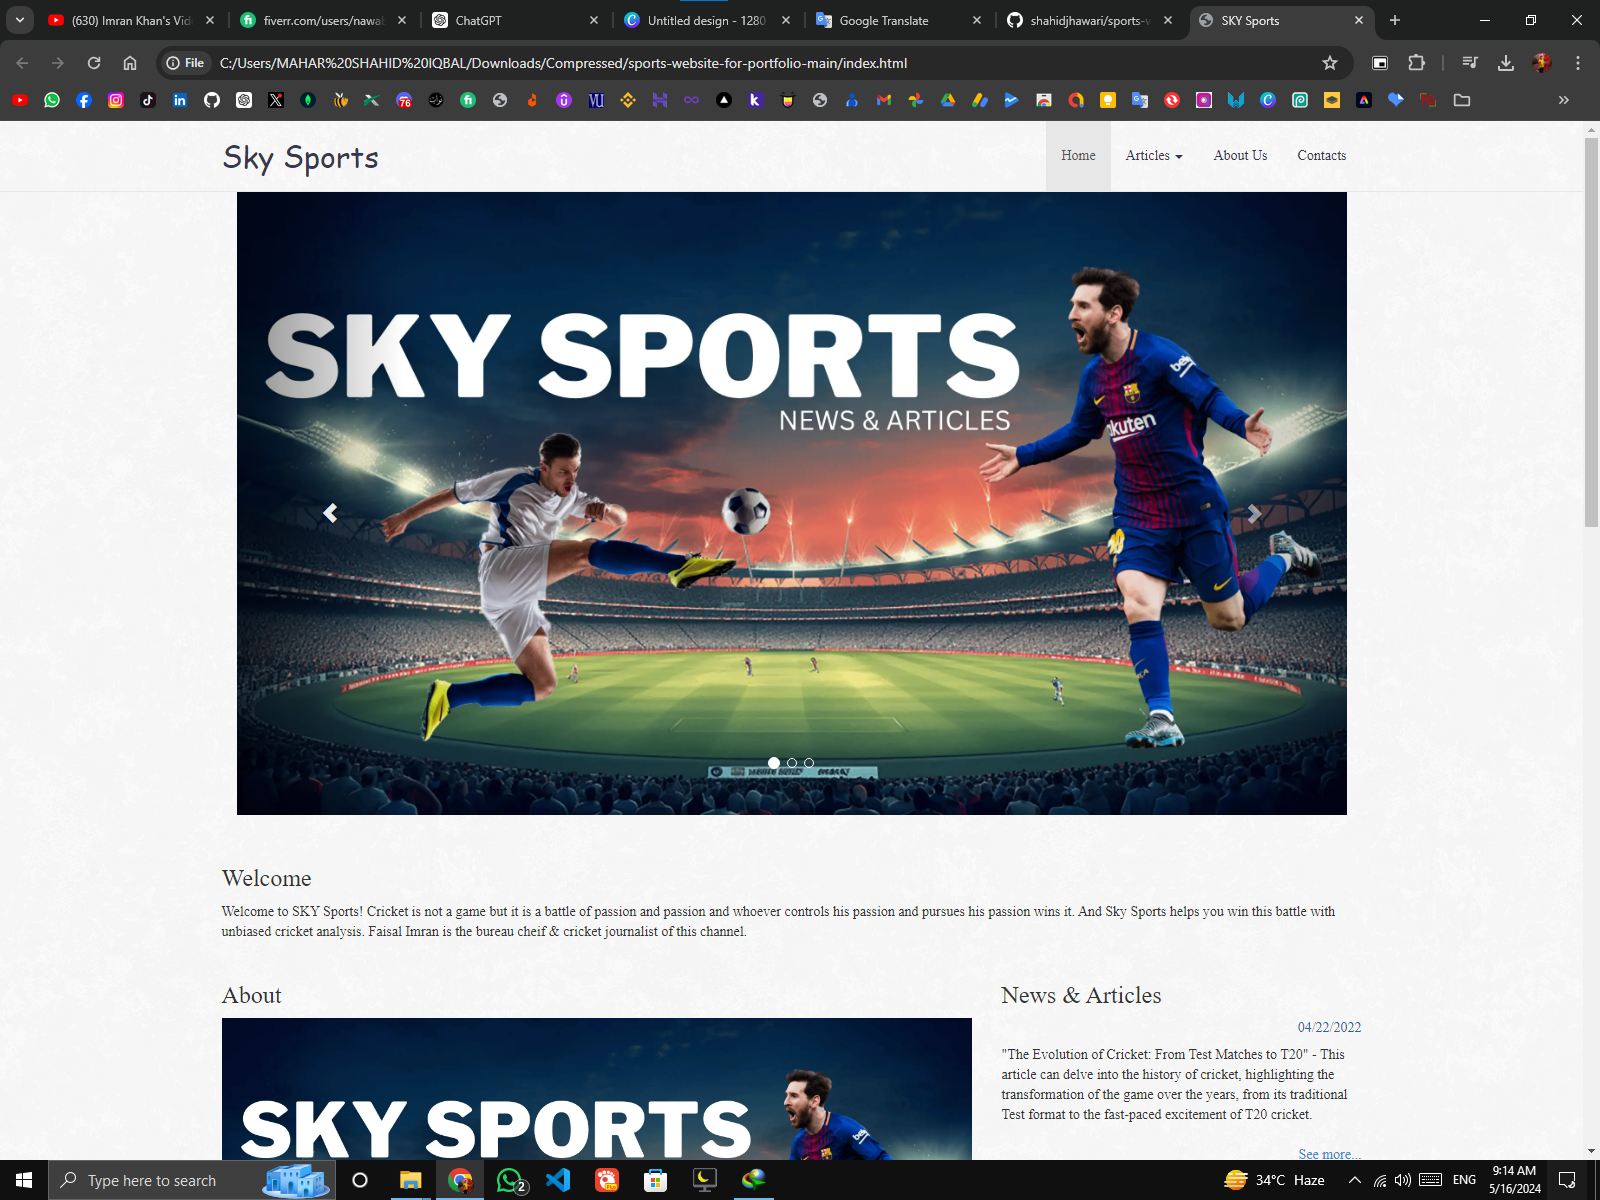 (630) Imran Khan's Vid
fiverr.com/users/nawab
ChatGPT
Untitled design - 1280
Google Translate
shahidjhawari/sports-w
SKY Sports
File
C:/Users/MAHAR%20SHAHID%20IQBAL/Downloads/Compressed/sports-website-for-portfolio-main/index.html
Sky Sports
Home
Articles
About Us
Contacts
SKY SPORTS
NEWS & ARTICLES
Welcome
Welcome to SKY Sports! Cricket is not a game but it is a battle of passion and passion and whoever controls his passion and pursues his passion wins it. And Sky Sports helps you win this battle with
unbiased cricket analysis. Faisal Imran is the bureau cheif & cricket journalist of this channel.
About
SKY SPORTS
News & Articles
04/22/2022
"The Evolution of Cricket: From Test Matches to T20" - This
article can delve into the history of cricket, highlighting the
transformation of the game over the years, from its traditional
Test format to the fast-paced excitement of T20 cricket.
See more...
Type here to search
2
34°C Haze
ENG
9:14 AM
5/16/2024